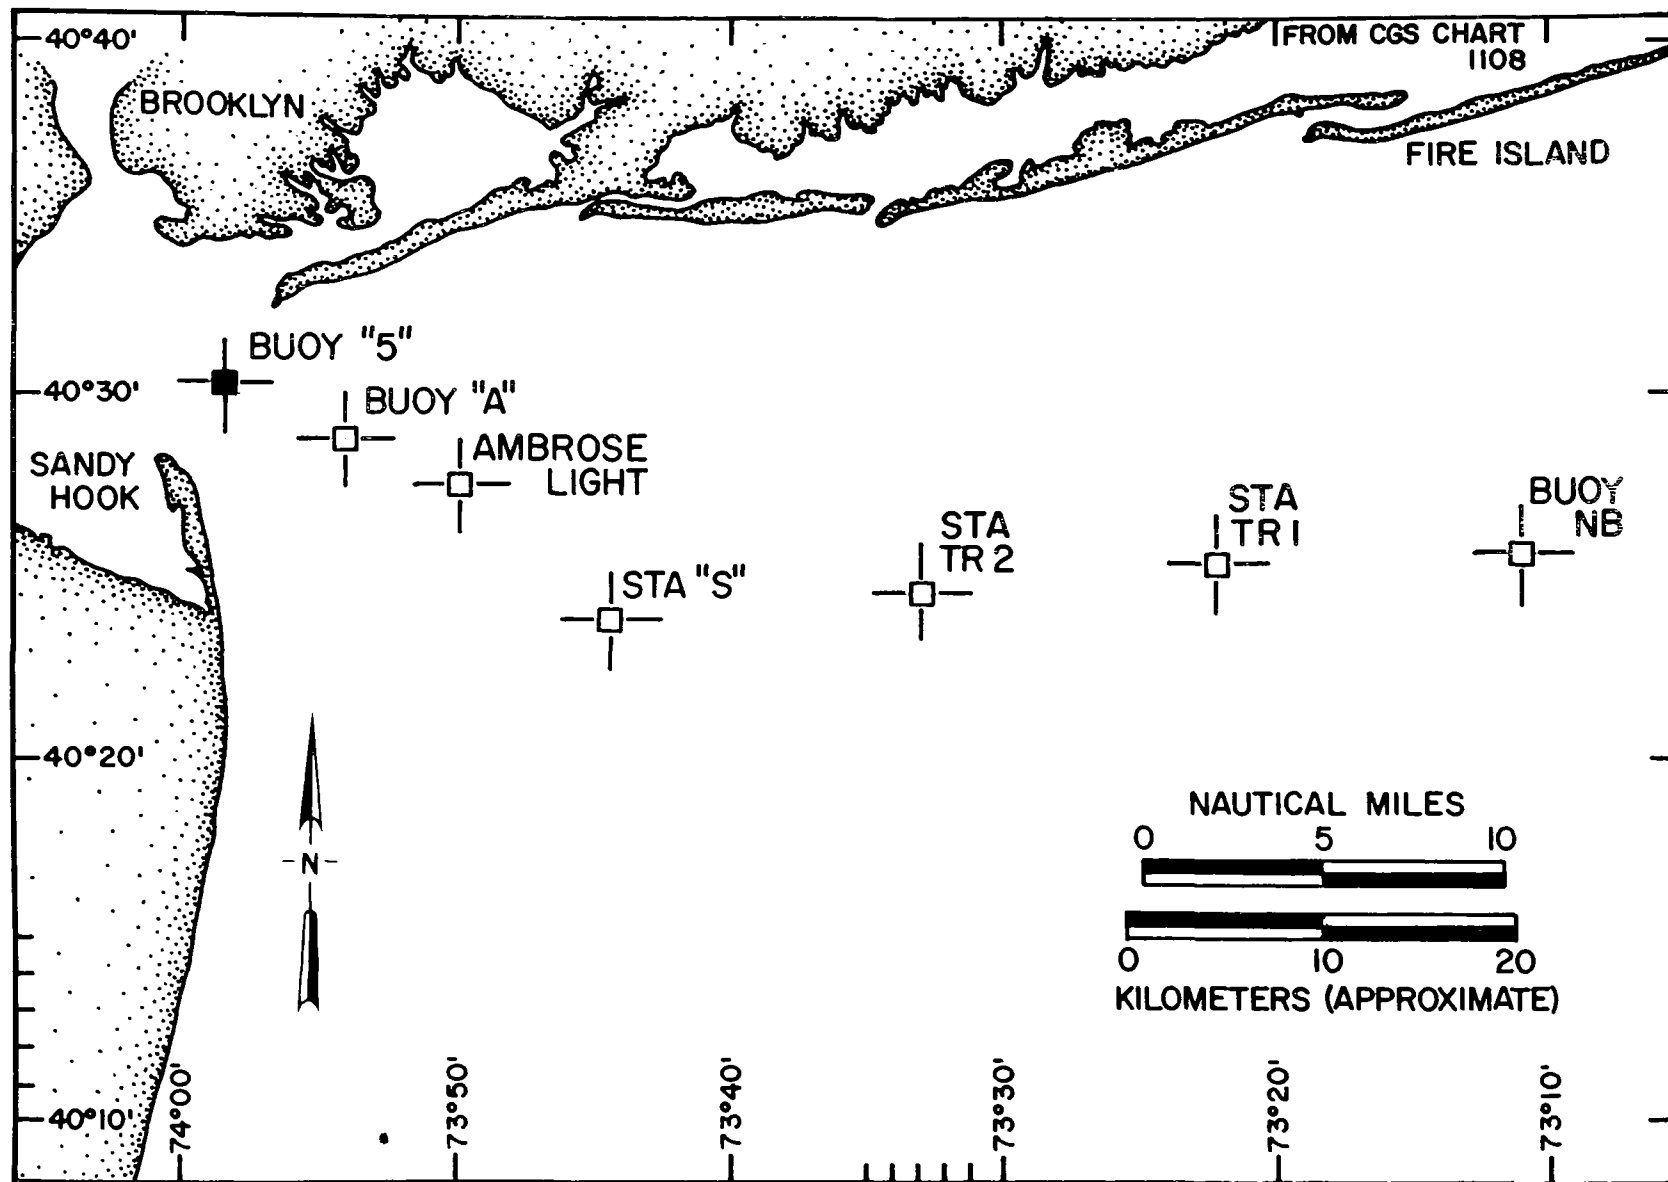 40°40'
FROM CGS CHART
1108
BROOKLYN
FIRE ISLAND
BUOY "5"
40°30'
BUOY "A"
SANDY
HOOK
AMBROSE
LIGHT
STA
TR 2
STA
TR 1
BUOY
NB
STA "S"
40°20'
NAUTICAL MILES
0 5 10
0 10 20
KILOMETERS (APPROXIMATE)
-N-
40°10'
74°00'
73°50'
73°40'
73°30'
73°20'
73°10'